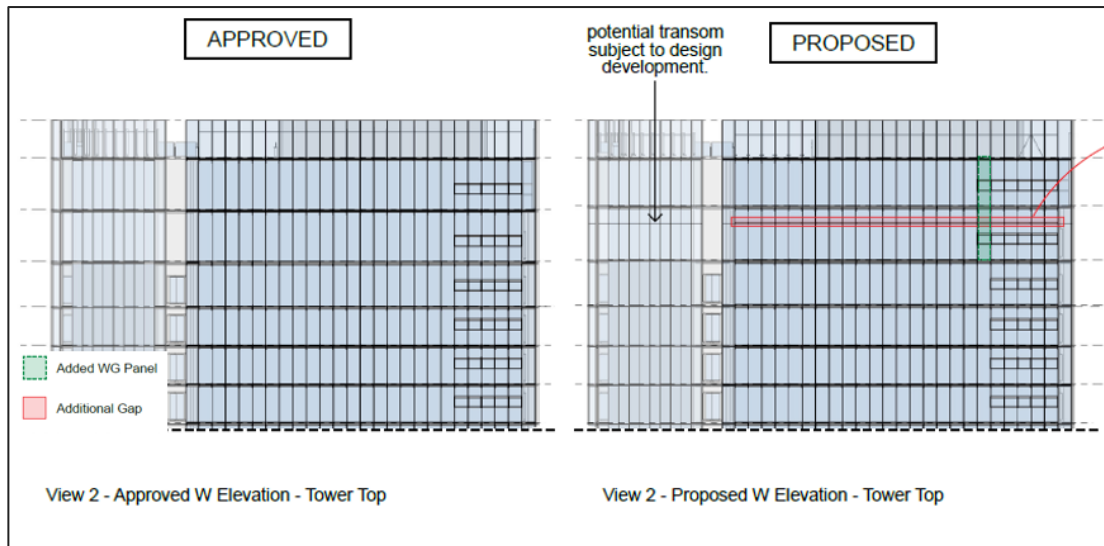 APPROVED
potential transom
subject to design
development.
PROPOSED
Added WG Panel
Additional Gap
View 2 - Approved W Elevation - Tower Top
View 2 - Proposed W Elevation - Tower Top